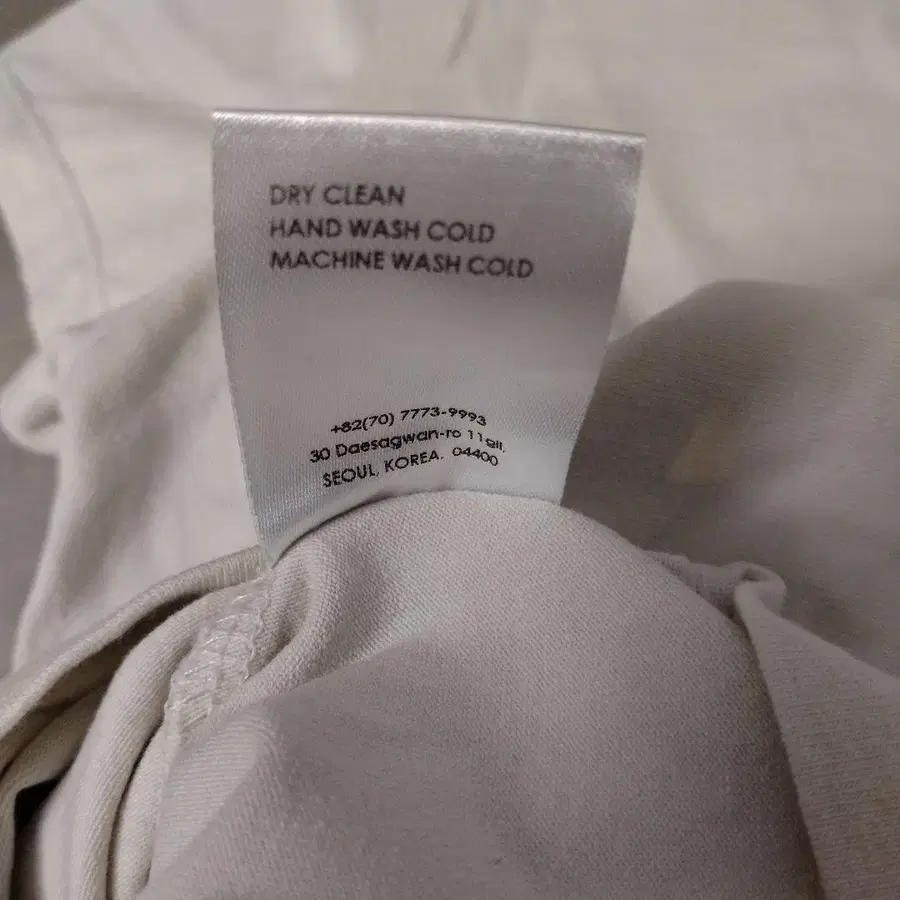 DRY CLEAN
HAND WASH COLD
MACHINE WASH COLD
+82(70) 7773-9993
30 Daesagwan-ro 11gil,
SEOUL, KOREA. 04400